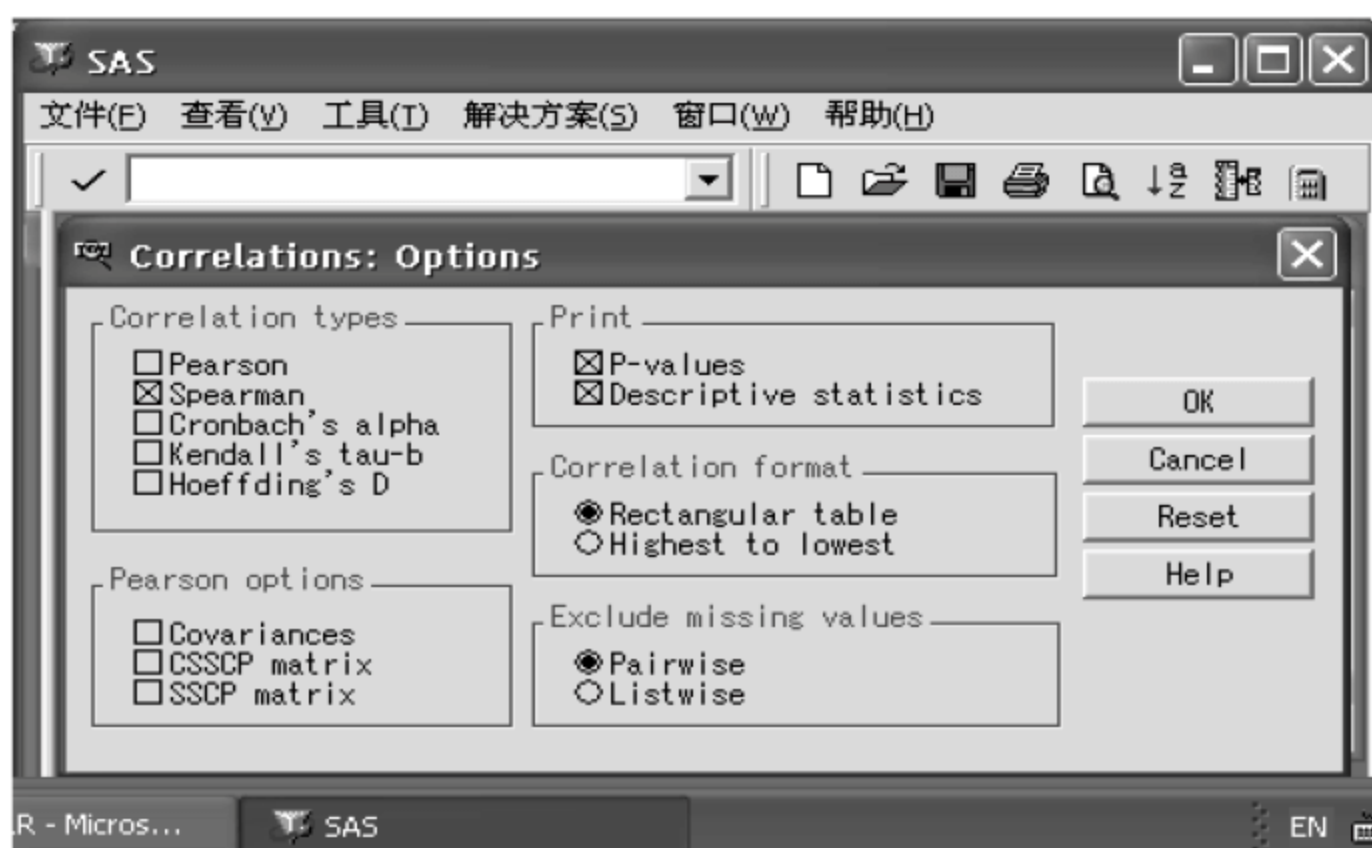 SAS
文件(F) 查看(V) 工具(T) 解决方案(S) 窗口(W) 帮助(H)
Correlations: Options
Correlation types
Pearson
Spearman
Cronbach's alpha
Kendall's tau-b
Hoeffding's D
Pearson options
Covariances
CSSCP matrix
SSCP matrix
Print
P-values
Descriptive statistics
Correlation format
Rectangular table
Highest to lowest
Exclude missing values
Pairwise
Listwise
OK
Cancel
Reset
Help
R - Micros...
SAS
EN